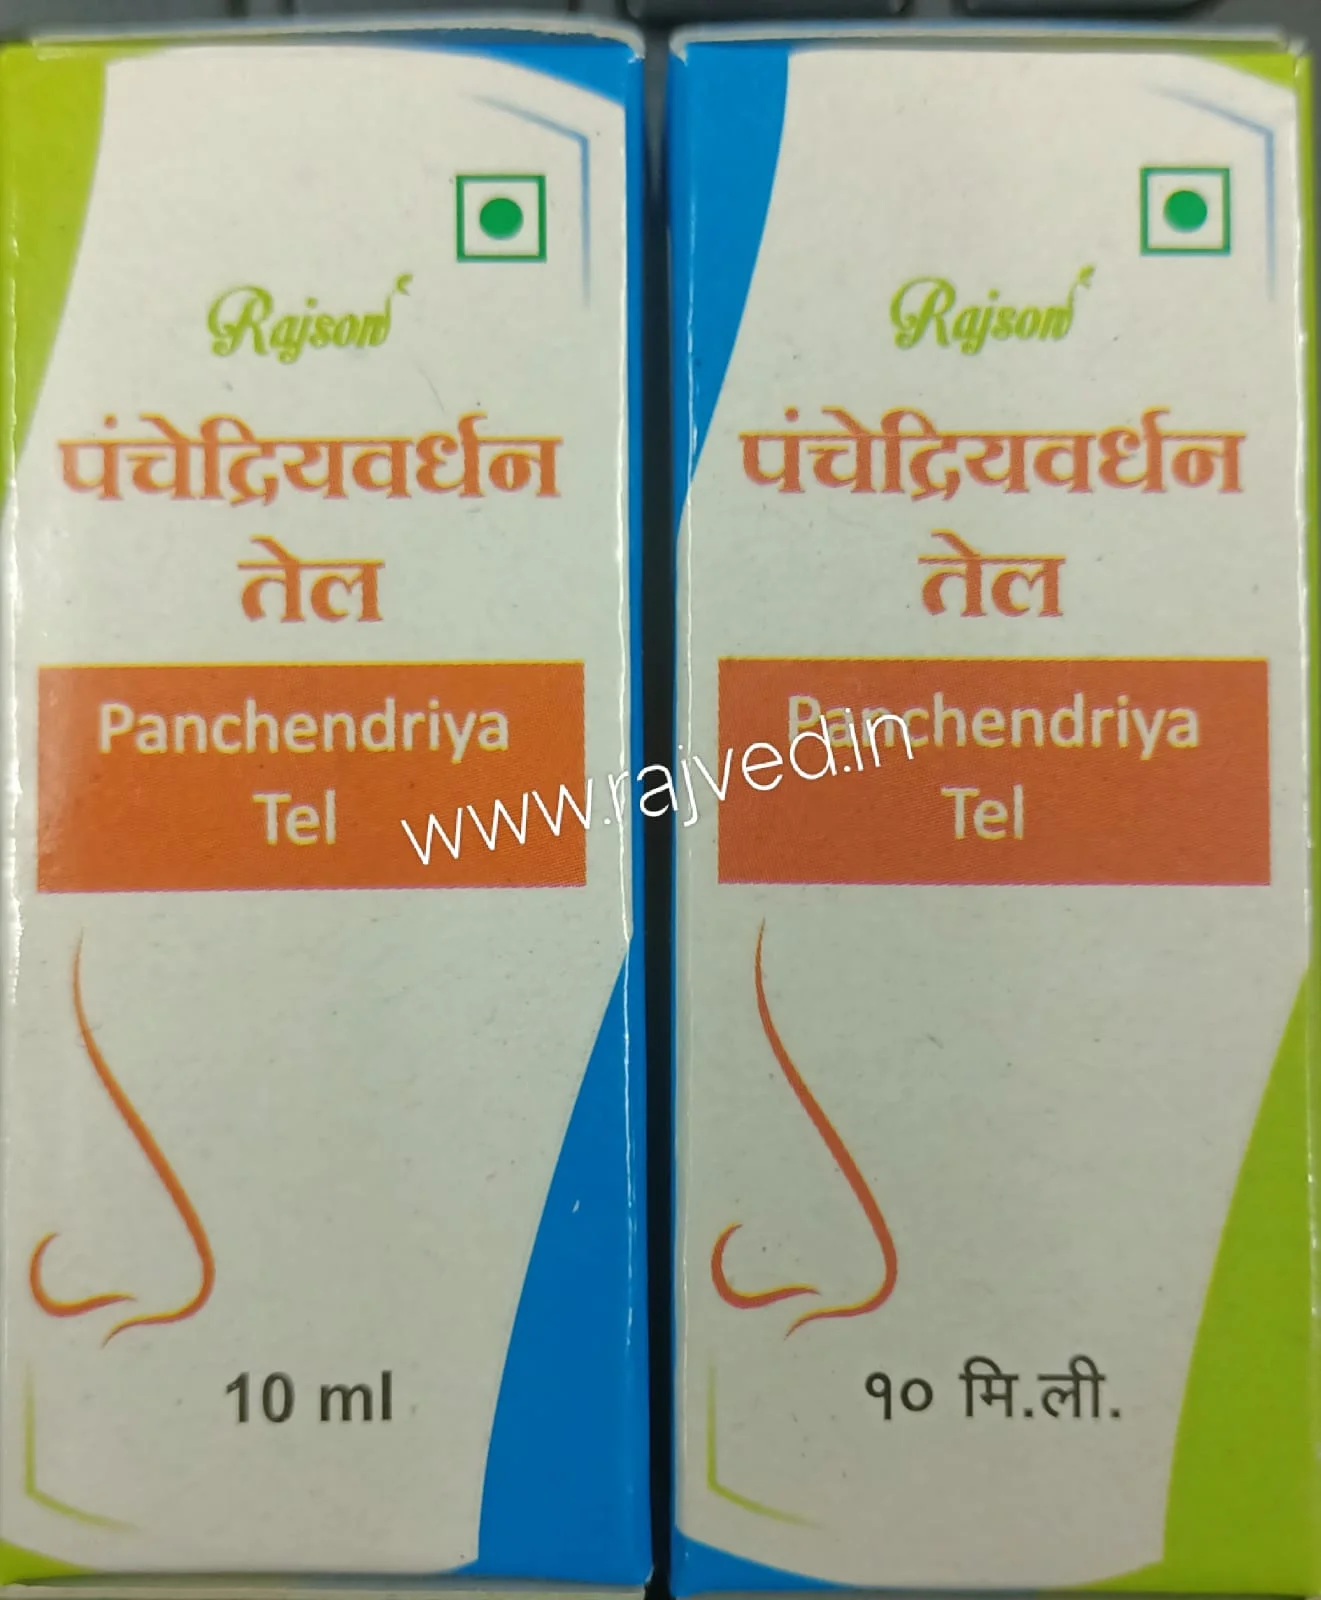 Rajson
पंचेद्रियवर्धन
तेल
Panchendriya
Tel
10 ml
Rajson
पंचेद्रियवर्धन
तेल
Panchendriya
Tel
१० मि.ली.
www.rajved.in